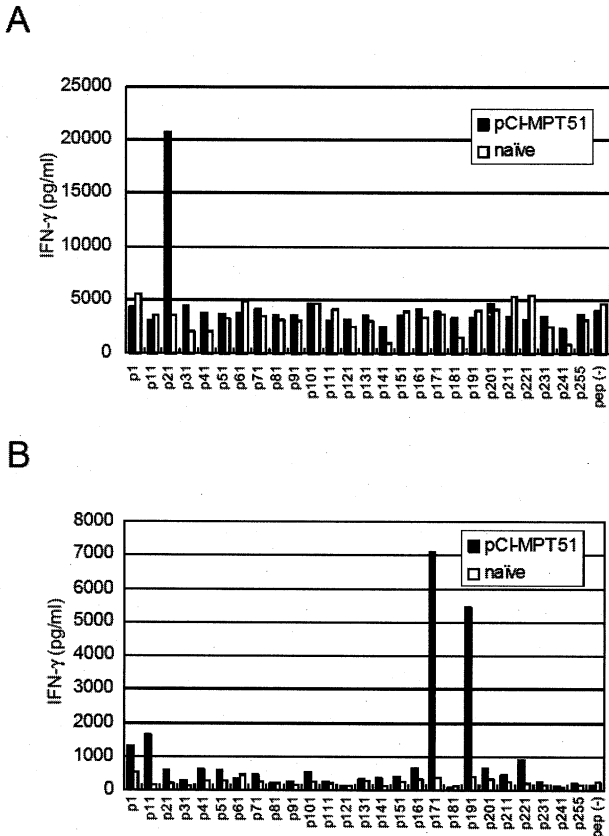 A
IFN-γ (pg/ml)
25000
20000
15000
10000
5000
0
pCI-MPT51
naïve
p1
p11
p21
p31
p41
p51
p61
p71
p81
p91
p101
p111
p121
p131
p141
p151
p161
p171
p181
p191
p201
p211
p221
p231
p241
p255
pep (-)
B
IFN-γ (pg/ml)
8000
7000
6000
5000
4000
3000
2000
1000
0
pCI-MPT51
naïve
p1
p11
p21
p31
p41
p51
p61
p71
p81
p91
p101
p111
p121
p131
p141
p151
p161
p171
p181
p191
p201
p211
p221
p231
p241
p255
pep (-)